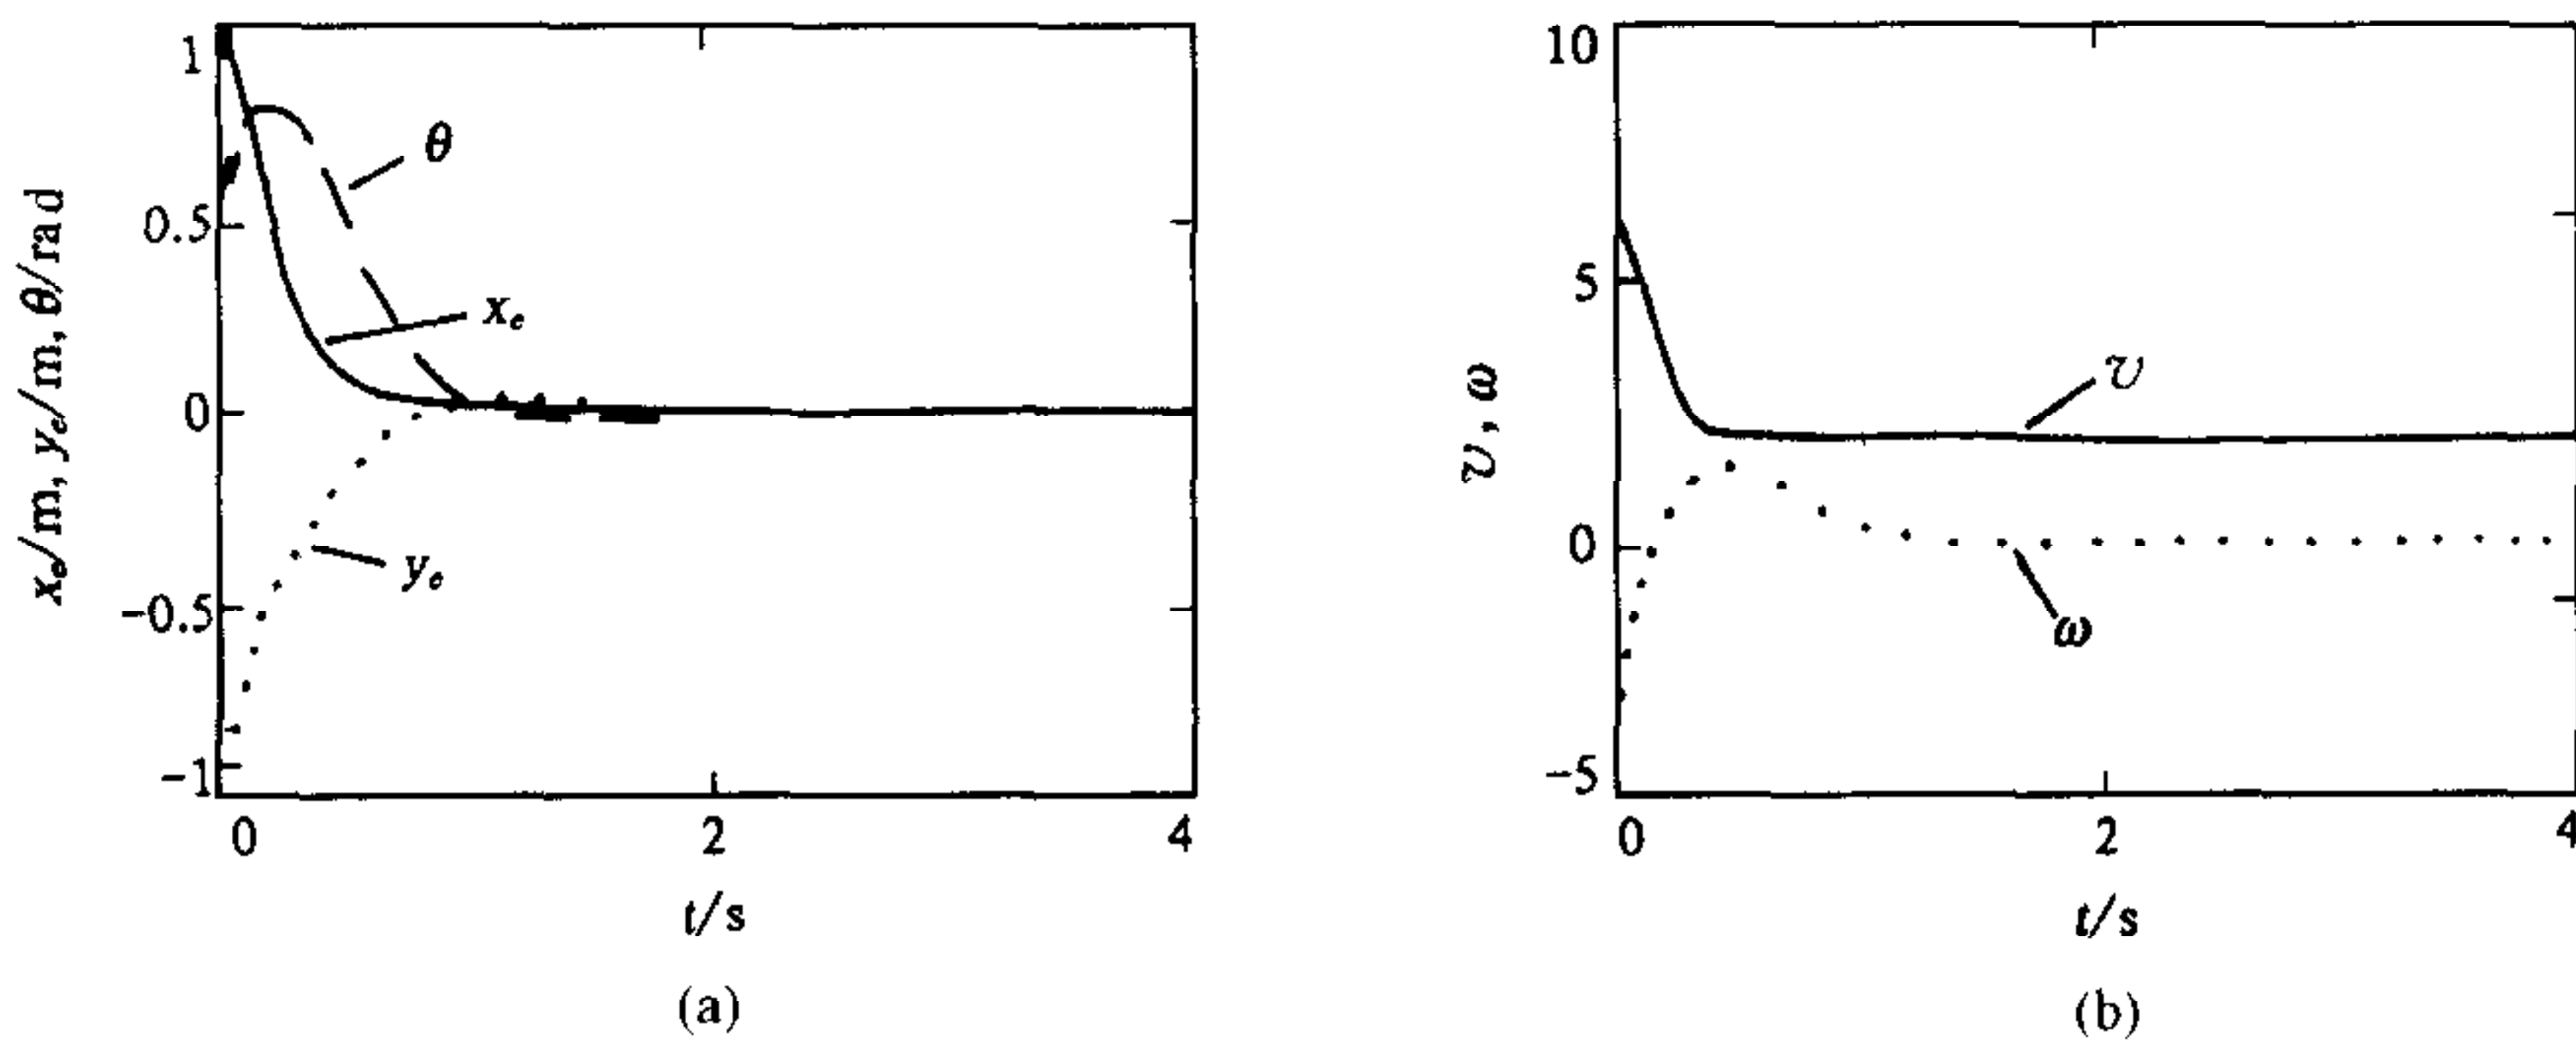 x_e/m, y_e/m, θ/rad
1
0.5
0
-0.5
-1
θ
x_e
y_e
0 2 4
t/s
(a)
v, ω
10
5
0
-5
v
ω
0 2 4
t/s
(b)